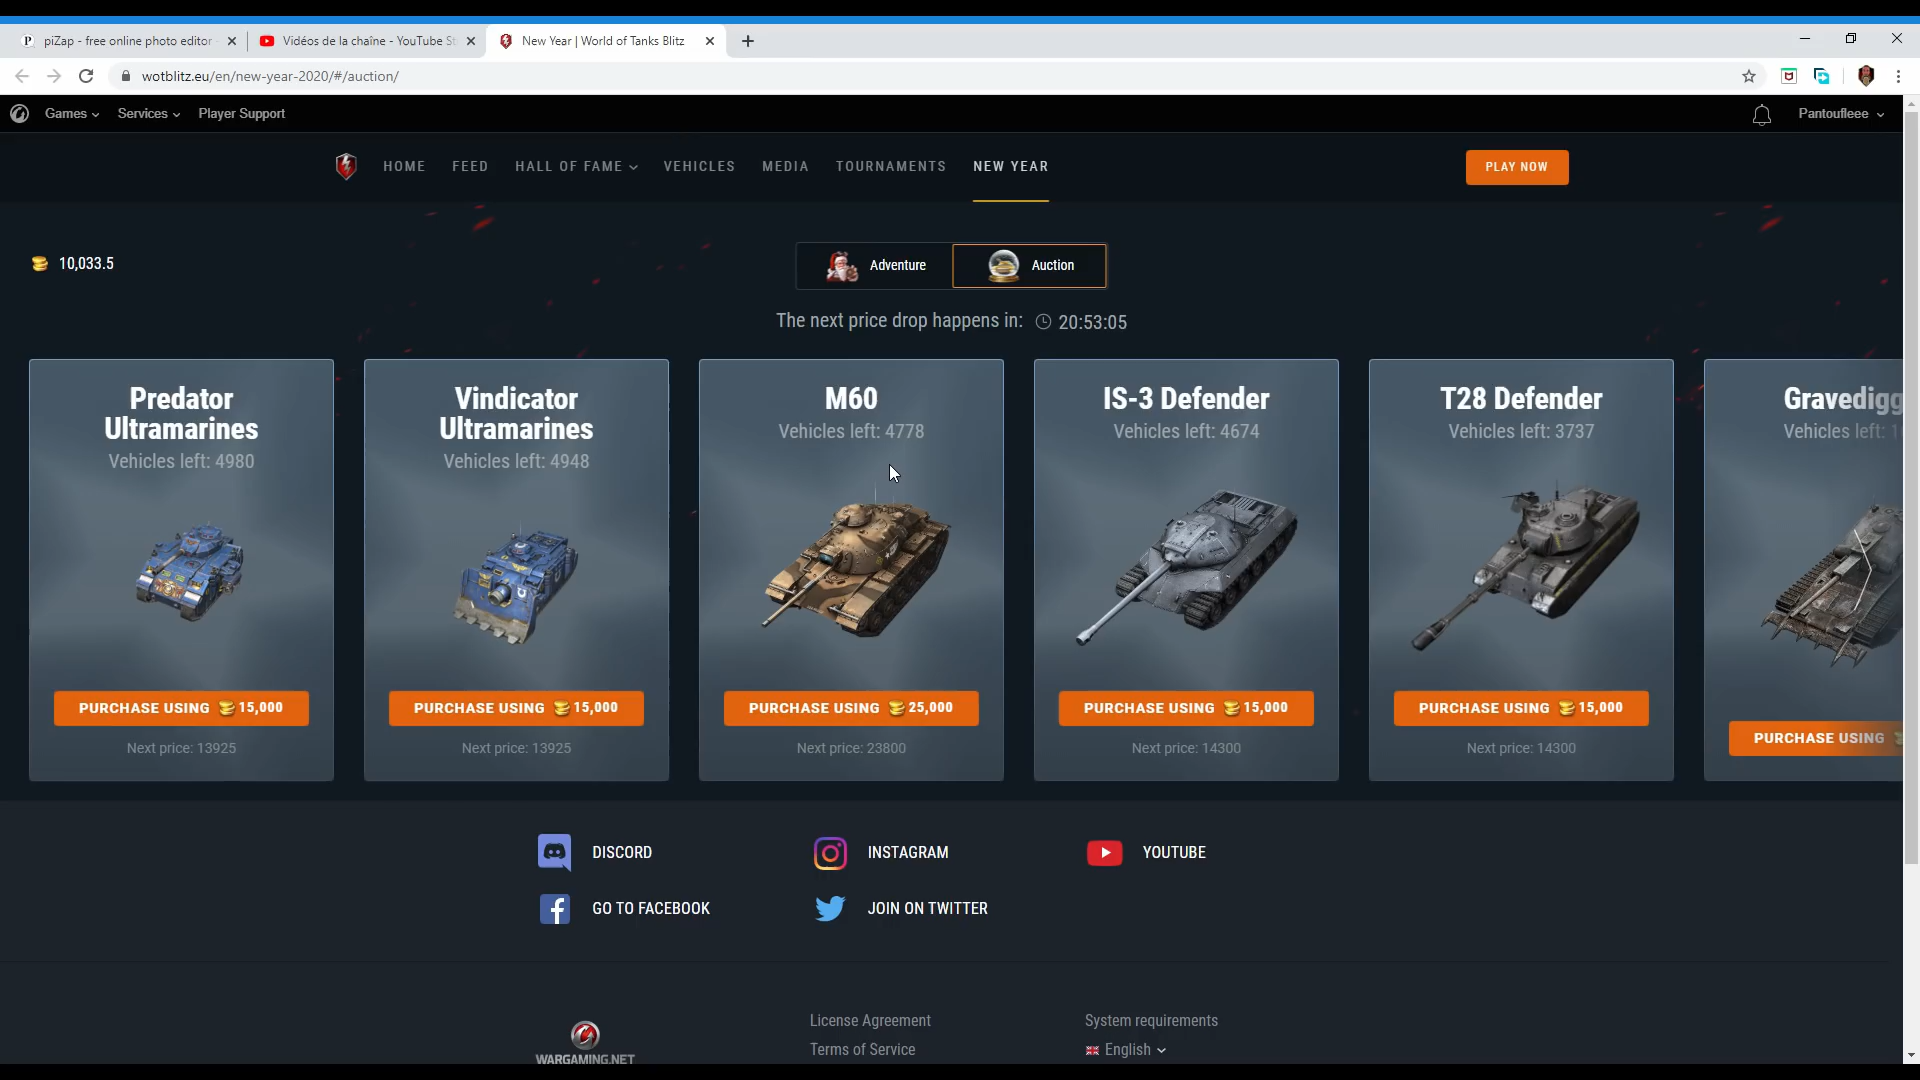 piZap - free online photo editor
Vidéos de la chaîne - YouTube St
New Year | World of Tanks Blitz
wotblitz.eu/en/new-year-2020/#/auction/
Games
Services
Player Support
Pantoufleee
HOME
FEED
HALL OF FAME
VEHICLES
MEDIA
TOURNAMENTS
NEW YEAR
PLAY NOW
10,033.5
Adventure
Auction
The next price drop happens in: 20:53:05
Predator
Ultramarines
Vehicles left: 4980
PURCHASE USING 15,000
Next price: 13925
Vindicator
Ultramarines
Vehicles left: 4948
PURCHASE USING 15,000
Next price: 13925
M60
Vehicles left: 4778
PURCHASE USING 25,000
Next price: 23800
IS-3 Defender
Vehicles left: 4674
PURCHASE USING 15,000
Next price: 14300
T28 Defender
Vehicles left: 3737
PURCHASE USING 15,000
Next price: 14300
Gravedigg
Vehicles left: 1
PURCHASE USING
DISCORD
INSTAGRAM
YOUTUBE
GO TO FACEBOOK
JOIN ON TWITTER
WARGAMING.NET
License Agreement
Terms of Service
System requirements
English